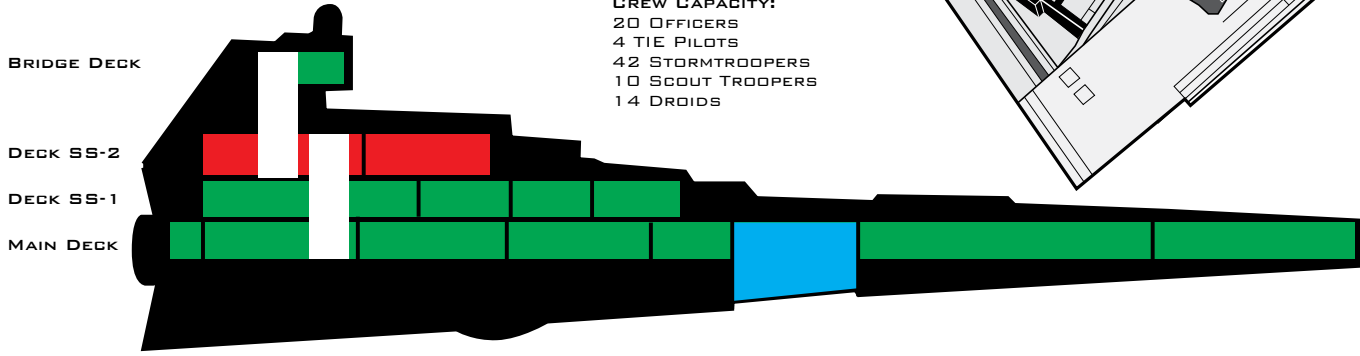 Crew Capacity:
20 Officers
4 TIE Pilots
42 Stormtroopers
10 Scout Troopers
14 Droids
Bridge Deck
Deck SS-2
Deck SS-1
Main Deck